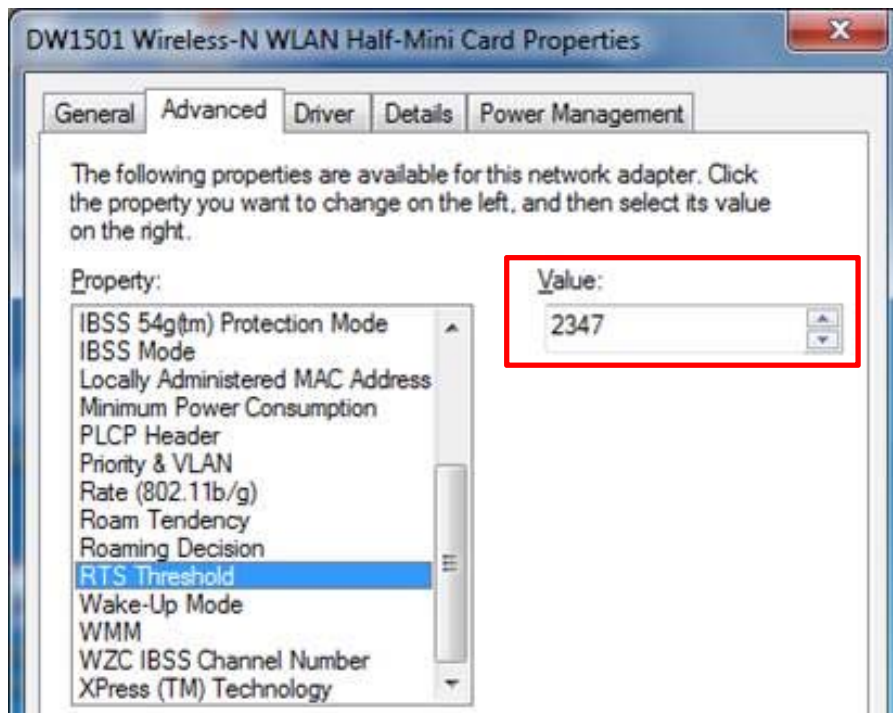 DW1501 Wireless-N WLAN Half-Mini Card Properties
General Advanced Driver Details Power Management
The following properties are available for this network adapter. Click
the property you want to change on the left, and then select its value
on the right.
Property:
IBSS 54g(tm) Protection Mode
IBSS Mode
Locally Administered MAC Address
Minimum Power Consumption
PLCP Header
Priority & VLAN
Rate (802.11b/g)
Roam Tendency
Roaming Decision
RTS Threshold
Wake-Up Mode
WMM
WZC IBSS Channel Number
XPress (TM) Technology
Value:
2347